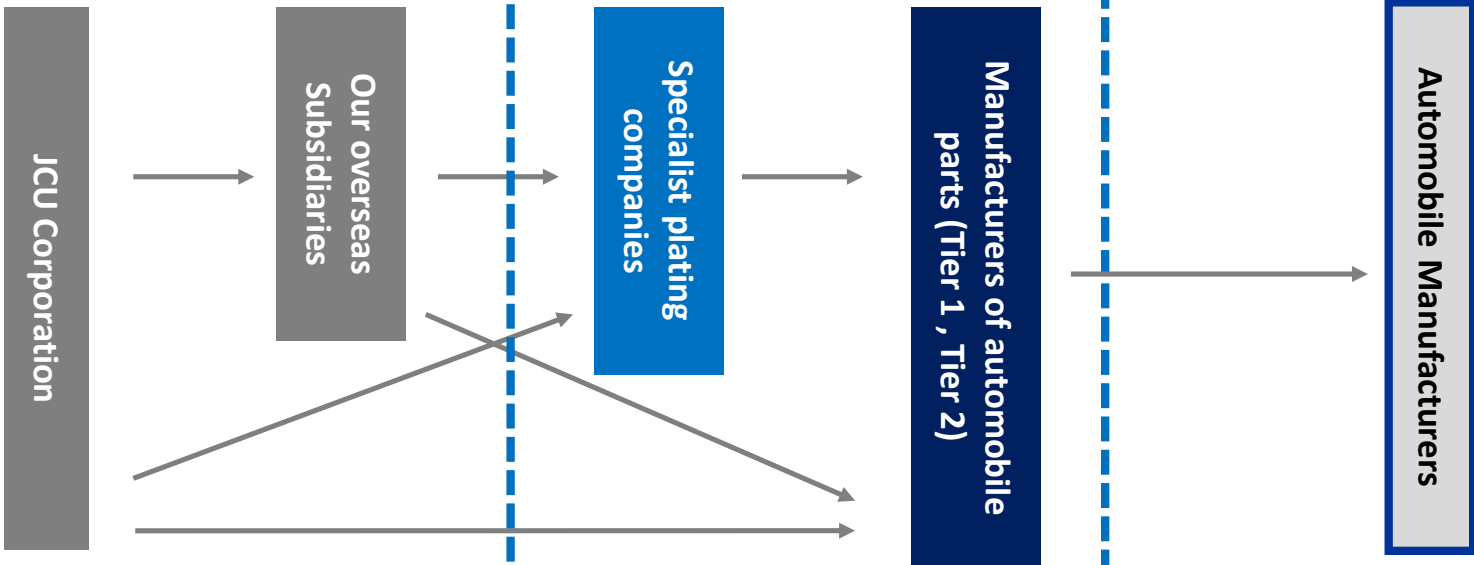 JCU Corporation
Our overseas
Subsidiaries
Specialist plating
companies
Manufacturers of automobile
parts (Tier 1 , Tier 2)
Automobile Manufacturers